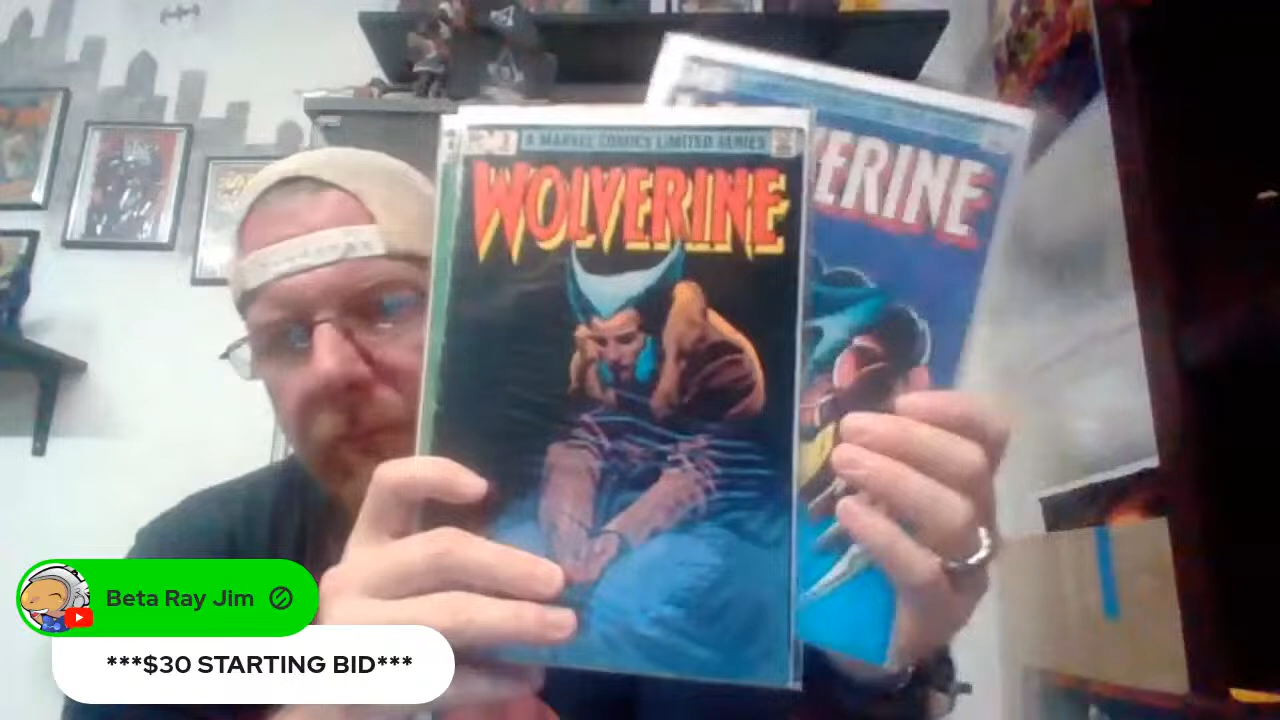 A MARVEL COMICS LIMITED SERIES
WOLVERINE
ERINE
Beta Ray Jim
***$30 STARTING BID***